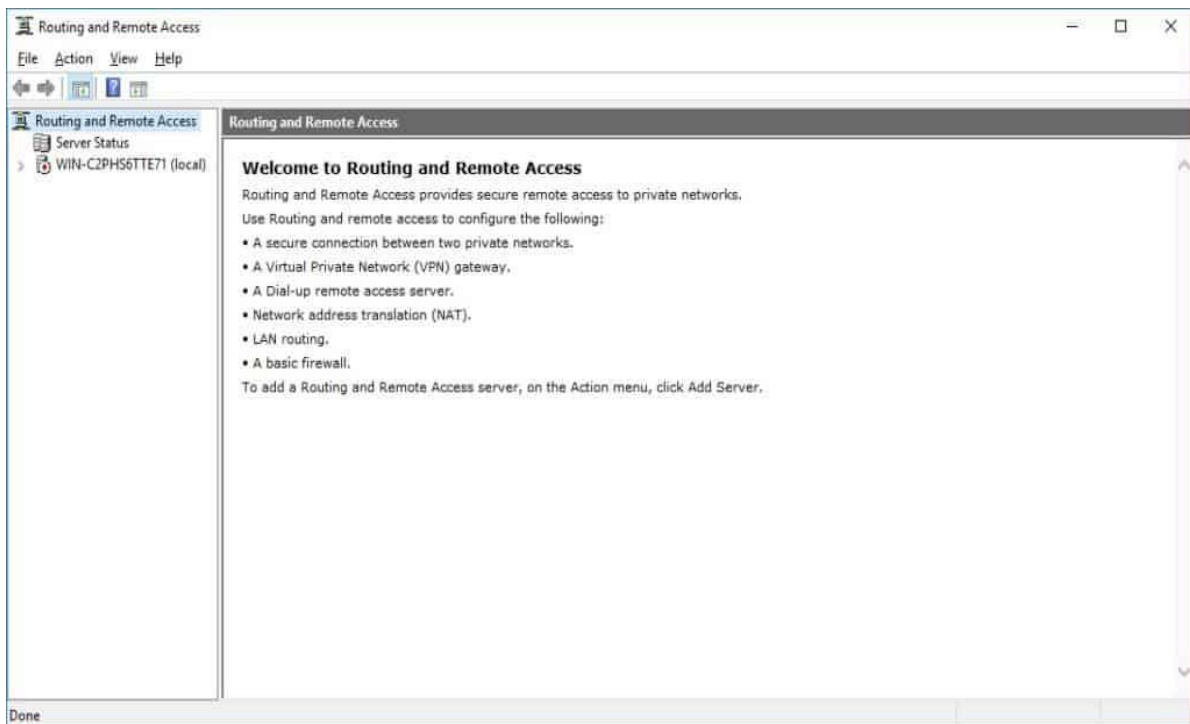 Routing and Remote Access
File Action View Help
Routing and Remote Access
Server Status
WIN-C2PHS6TTE71 (local)
Routing and Remote Access
Welcome to Routing and Remote Access
Routing and Remote Access provides secure remote access to private networks.
Use Routing and remote access to configure the following:
• A secure connection between two private networks.
• A Virtual Private Network (VPN) gateway.
• A Dial-up remote access server.
• Network address translation (NAT).
• LAN routing.
• A basic firewall.
To add a Routing and Remote Access server, on the Action menu, click Add Server.
Done